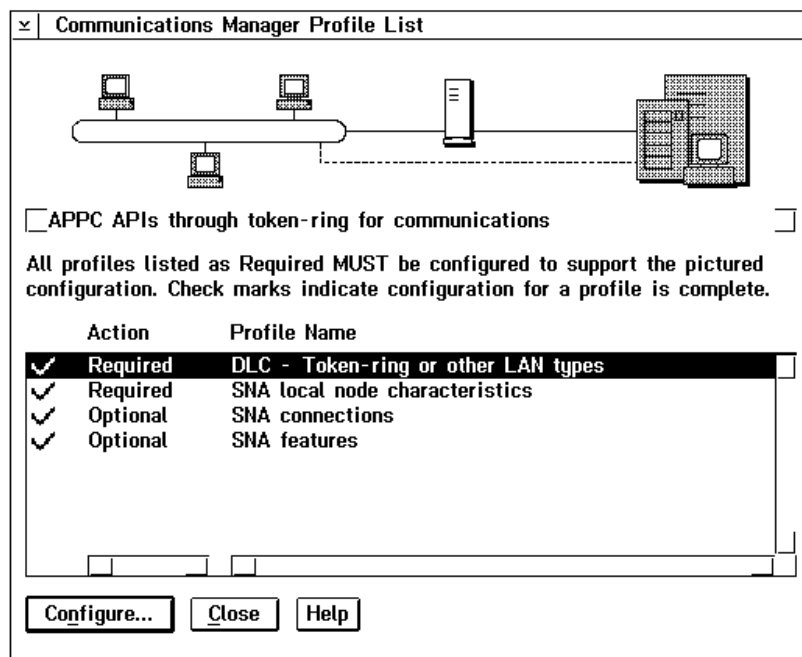 Communications Manager Profile List
APPC APIs through token-ring for communications
All profiles listed as Required MUST be configured to support the pictured
configuration. Check marks indicate configuration for a profile is complete.
Action Profile Name
Required DLC - Token-ring or other LAN types
Required SNA local node characteristics
Optional SNA connections
Optional SNA features
Configure... Close Help